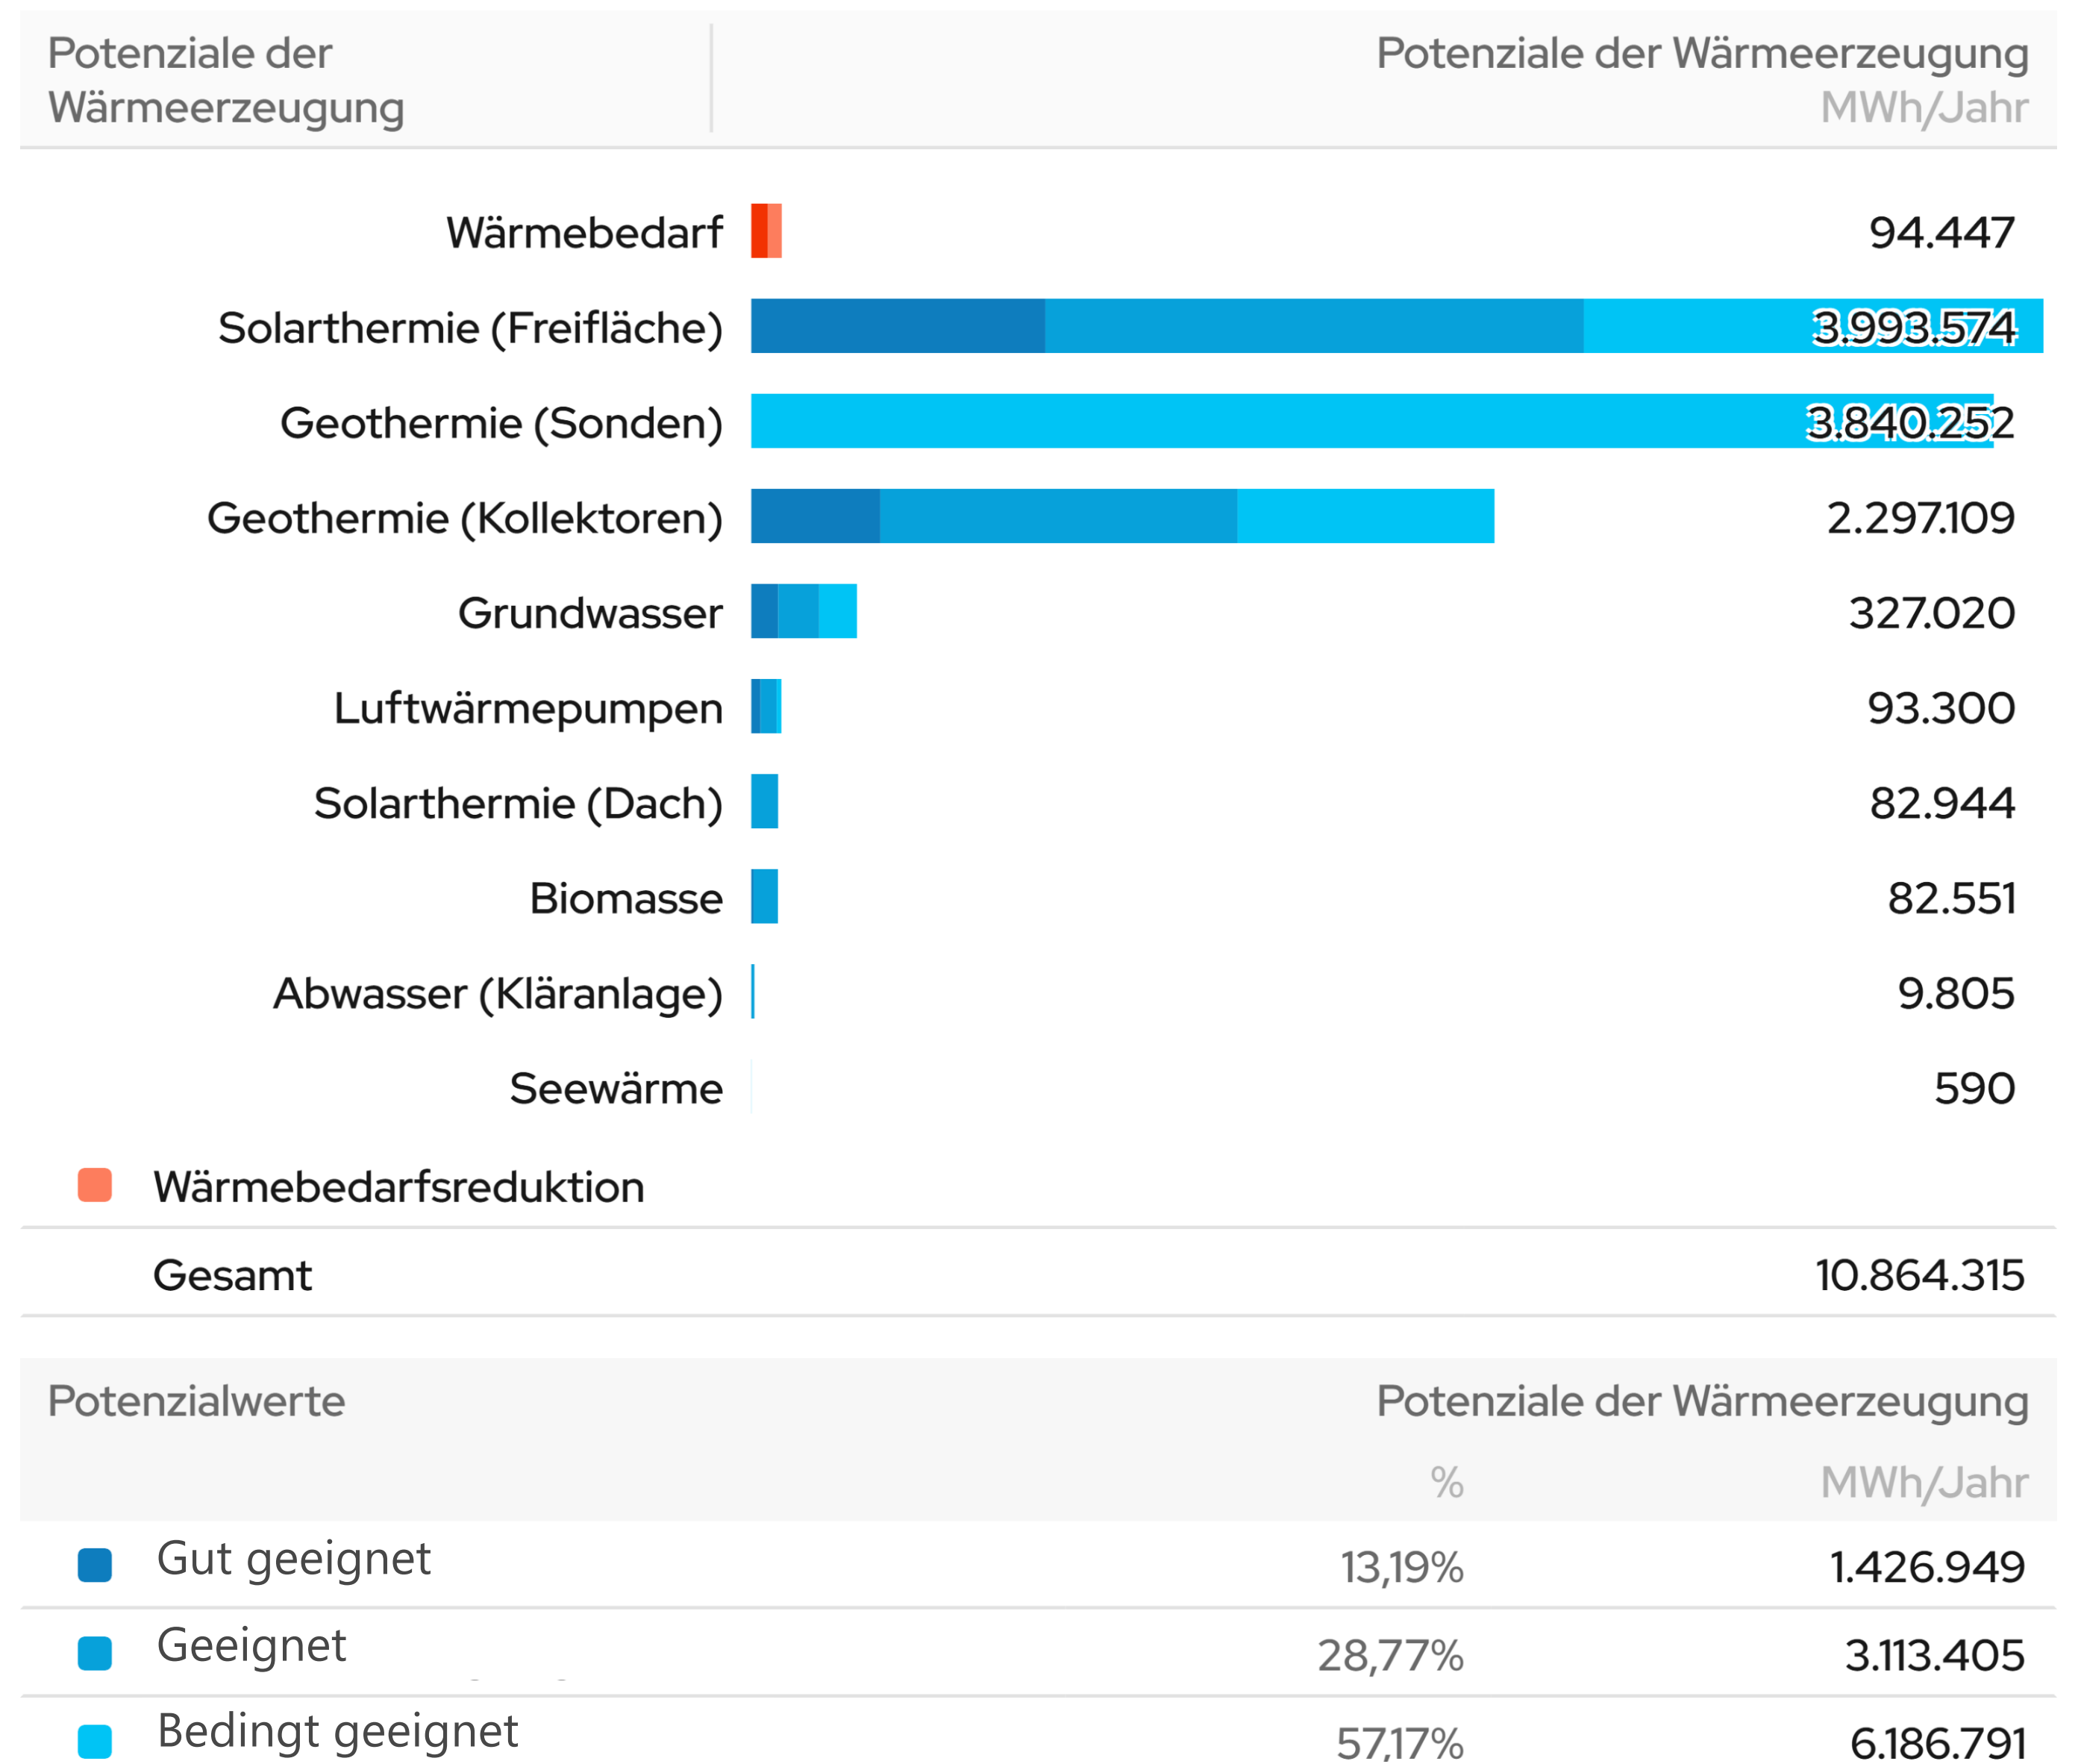 Potenziale der
Wärmeerzeugung
Potenziale der Wärmeerzeugung
MWh/Jahr
Wärmebedarf 94.447
Solarthermie (Freifläche) 3.993.574
Geothermie (Sonden) 3.840.252
Geothermie (Kollektoren) 2.297.109
Grundwasser 327.020
Luftwärmepumpen 93.300
Solarthermie (Dach) 82.944
Biomasse 82.551
Abwasser (Kläranlage) 9.805
Seewärme 590
Wärmebedarfsreduktion
Gesamt 10.864.315
Potenzialwerte Potenziale der Wärmeerzeugung
% MWh/Jahr
Gut geeignet 13,19% 1.426.949
Geeignet 28,77% 3.113.405
Bedingt geeignet 57,17% 6.186.791